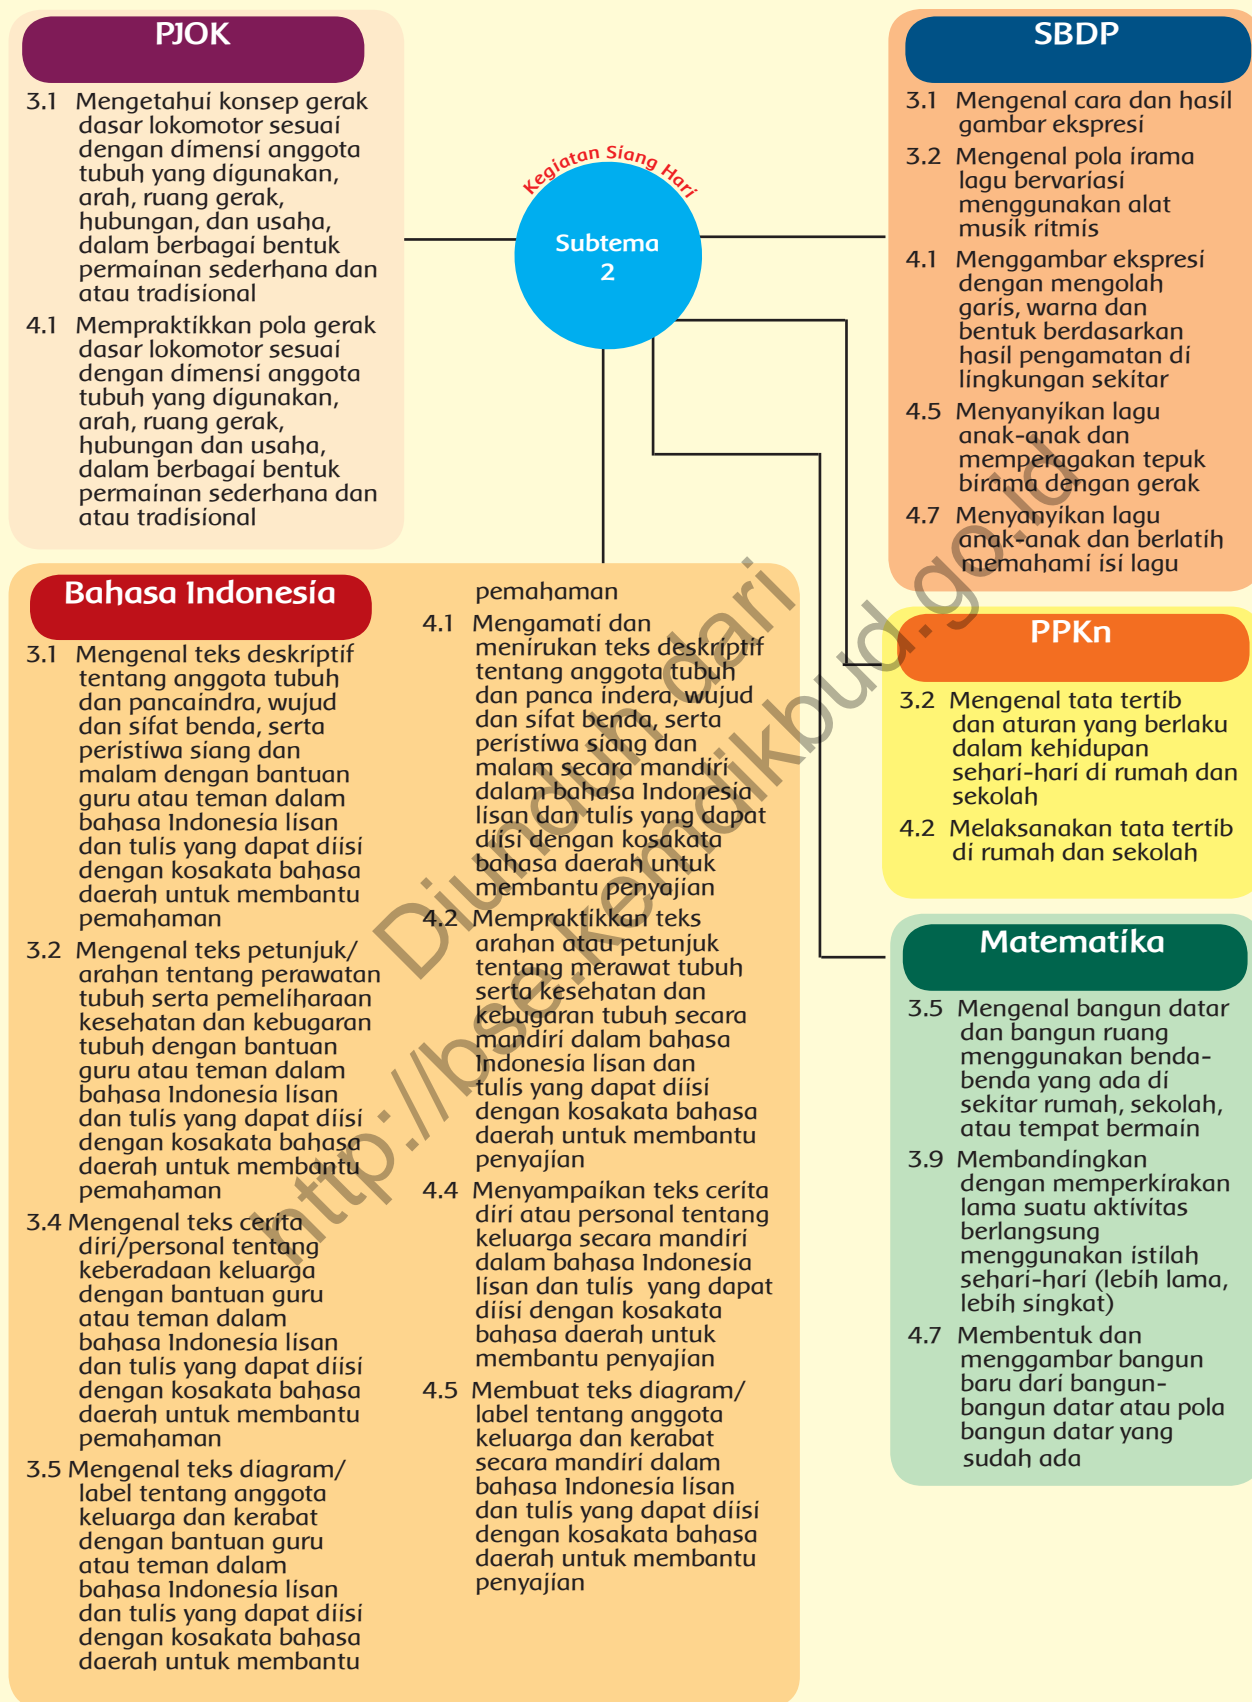 PJOK
3.1 Mengetahui konsep gerak
dasar lokomotor sesuai
dengan dimensi anggota
tubuh yang digunakan,
arah, ruang gerak,
hubungan, dan usaha,
dalam berbagai bentuk
permainan sederhana dan
atau tradisional
4.1 Mempraktikkan pola gerak
dasar lokomotor sesuai
dengan dimensi anggota
tubuh yang digunakan,
arah, ruang gerak,
hubungan dan usaha,
dalam berbagai bentuk
permainan sederhana dan
atau tradisional
Kegiatan Siang Hari
Subtema
2
SBDP
3.1 Mengenal cara dan hasil
gambar ekspresi
3.2 Mengenal pola irama
lagu bervariasi
menggunakan alat
musik ritmis
4.1 Menggambar ekspresi
dengan mengolah
garis, warna dan
bentuk berdasarkan
hasil pengamatan di
lingkungan sekitar
4.5 Menyanyikan lagu
anak-anak dan
memperagakan tepuk
birama dengan gerak
4.7 Menyanyikan lagu
anak-anak dan berlatih
memahami isi lagu
Bahasa Indonesia
3.1 Mengenal teks deskriptif
tentang anggota tubuh
dan pancaindra, wujud
dan sifat benda, serta
peristiwa siang dan
malam dengan bantuan
guru atau teman dalam
bahasa Indonesia lisan
dan tulis yang dapat diisi
dengan kosakata bahasa
daerah untuk membantu
pemahaman
3.2 Mengenal teks petunjuk/
arahan tentang perawatan
tubuh serta pemeliharaan
kesehatan dan kebugaran
tubuh dengan bantuan
guru atau teman dalam
bahasa Indonesia lisan
dan tulis yang dapat diisi
dengan kosakata bahasa
daerah untuk membantu
pemahaman
3.4 Mengenal teks cerita
diri/personal tentang
keberadaan keluarga
dengan bantuan guru
atau teman dalam
bahasa Indonesia lisan
dan tulis yang dapat diisi
dengan kosakata bahasa
daerah untuk membantu
pemahaman
3.5 Mengenal teks diagram/
label tentang anggota
keluarga dan kerabat
dengan bantuan guru
atau teman dalam
bahasa Indonesia lisan
dan tulis yang dapat diisi
dengan kosakata bahasa
daerah untuk membantu
pemahaman
4.1 Mengamati dan
menirukan teks deskriptif
tentang anggota tubuh
dan panca indera, wujud
dan sifat benda, serta
peristiwa siang dan
malam secara mandiri
dalam bahasa Indonesia
lisan dan tulis yang dapat
diisi dengan kosakata
bahasa daerah untuk
membantu penyajian
4.2 Mempraktikkan teks
arahan atau petunjuk
tentang merawat tubuh
serta kesehatan dan
kebugaran tubuh secara
mandiri dalam bahasa
Indonesia lisan dan
tulis yang dapat diisi
dengan kosakata bahasa
daerah untuk membantu
penyajian
4.4 Menyampaikan teks cerita
diri atau personal tentang
keluarga secara mandiri
dalam bahasa Indonesia
lisan dan tulis yang dapat
diisi dengan kosakata
bahasa daerah untuk
membantu penyajian
4.5 Membuat teks diagram/
label tentang anggota
keluarga dan kerabat
secara mandiri dalam
bahasa Indonesia lisan
dan tulis yang dapat diisi
dengan kosakata bahasa
daerah untuk membantu
penyajian
PPKn
3.2 Mengenal tata tertib
dan aturan yang berlaku
dalam kehidupan
sehari-hari di rumah dan
sekolah
4.2 Melaksanakan tata tertib
di rumah dan sekolah
Matematika
3.5 Mengenal bangun datar
dan bangun ruang
menggunakan benda-
benda yang ada di
sekitar rumah, sekolah,
atau tempat bermain
3.9 Membandingkan
dengan memperkirakan
lama suatu aktivitas
berlangsung
menggunakan istilah
sehari-hari (lebih lama,
lebih singkat)
4.7 Membentuk dan
menggambar bangun
baru dari bangun-
bangun datar atau pola
bangun datar yang
sudah ada
Diunduh dari
http://bse.kemdikbud.go.id